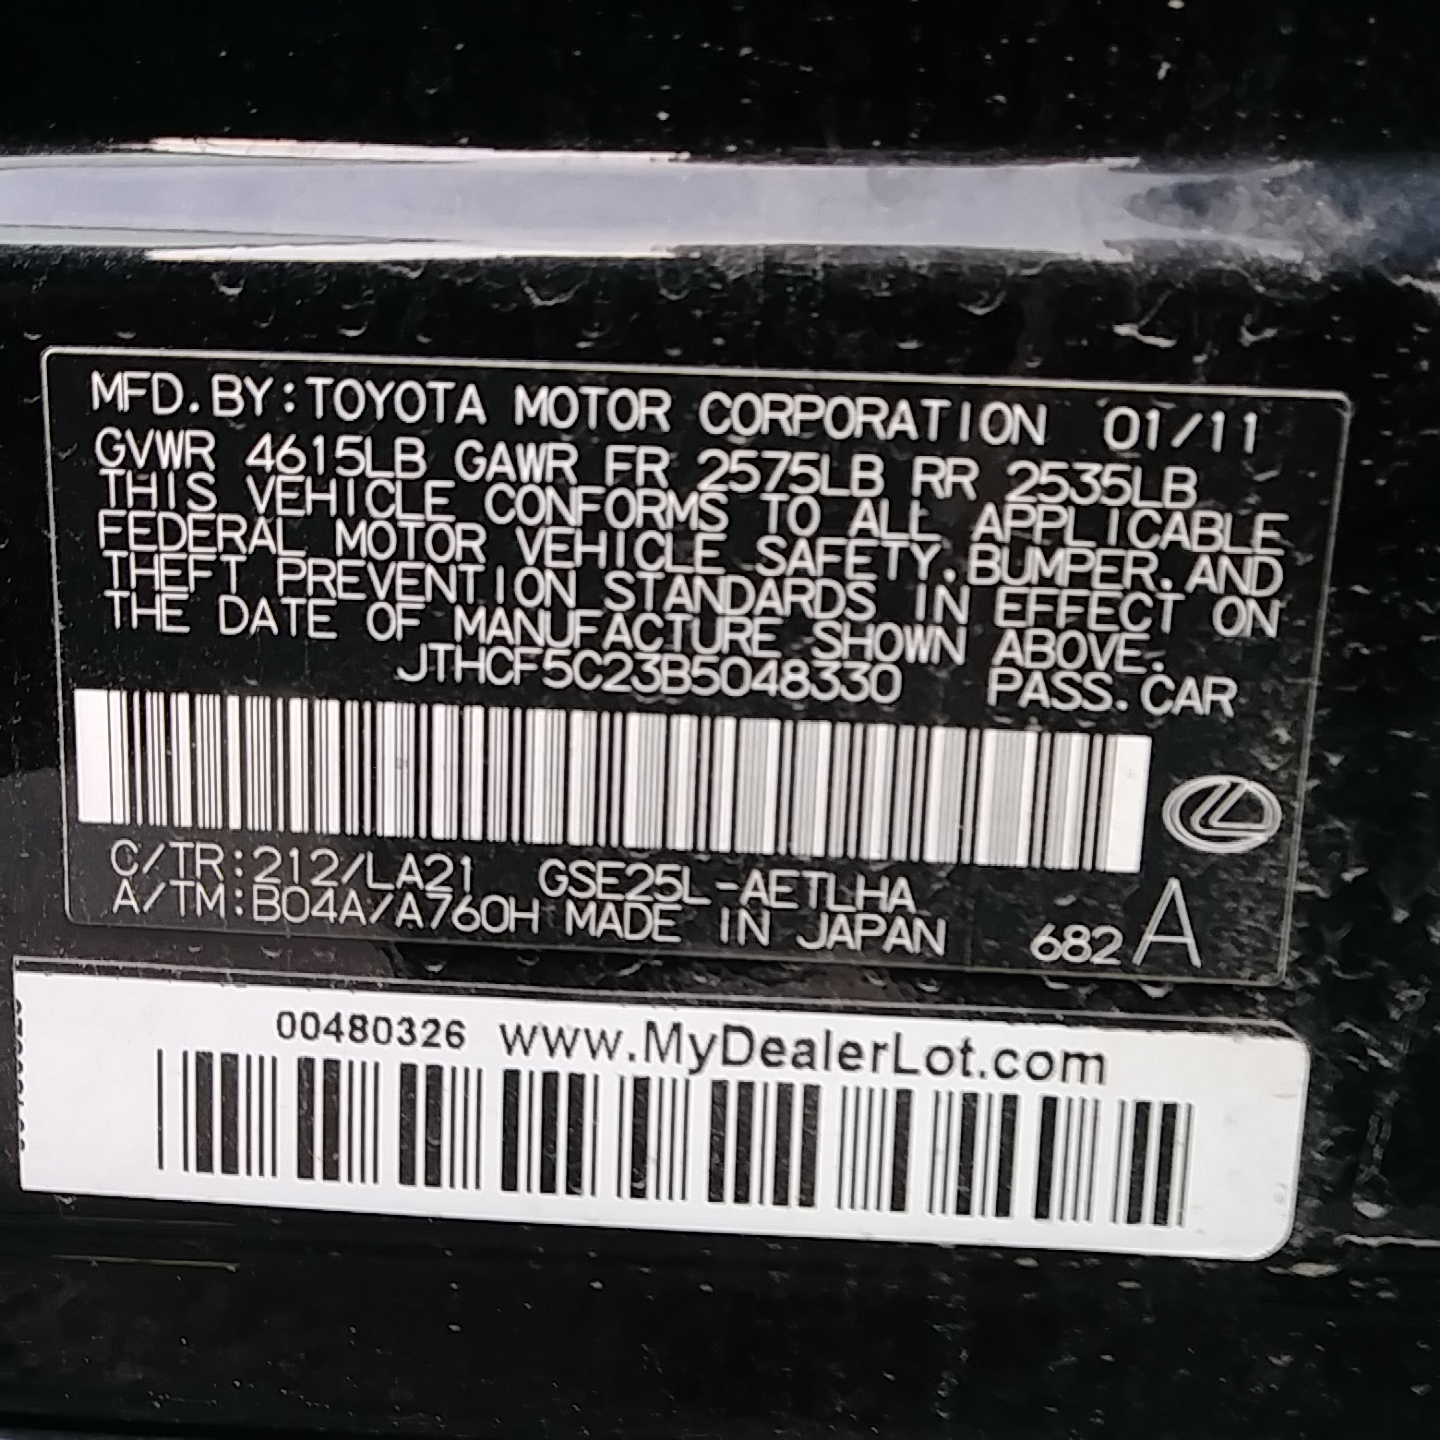 MFD. BY: TOYOTA MOTOR CORPORATION 01/11
GVWR 4615LB GAWR FR 2575LB RR 2535LB
THIS VEHICLE CONFORMS TO ALL APPLICABLE
FEDERAL MOTOR VEHICLE SAFETY, BUMPER, AND
THEFT PREVENTION STANDARDS IN EFFECT ON
THE DATE OF MANUFACTURE SHOWN ABOVE.
JTHCF5C23B5048330 PASS. CAR
C/TR: 212/LA21 GSE25L-AETLHA
A/TM: B04A/A760H MADE IN JAPAN 682 A
00480326 www.MyDealerLot.com